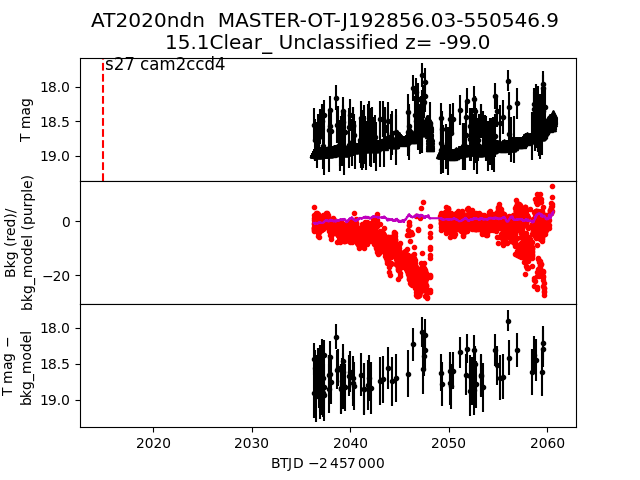 AT2020ndn  MASTER-OT-J192856.03-550546.9
15.1Clear_ Unclassified z= -99.0
s27 cam2ccd4
T mag
18.0
18.5
19.0
Bkg (red)/
bkg_model (purple)
0
−20
T mag −
bkg_model
18.0
18.5
19.0
2020
2030
2040
2050
2060
BTJD −2 457 000